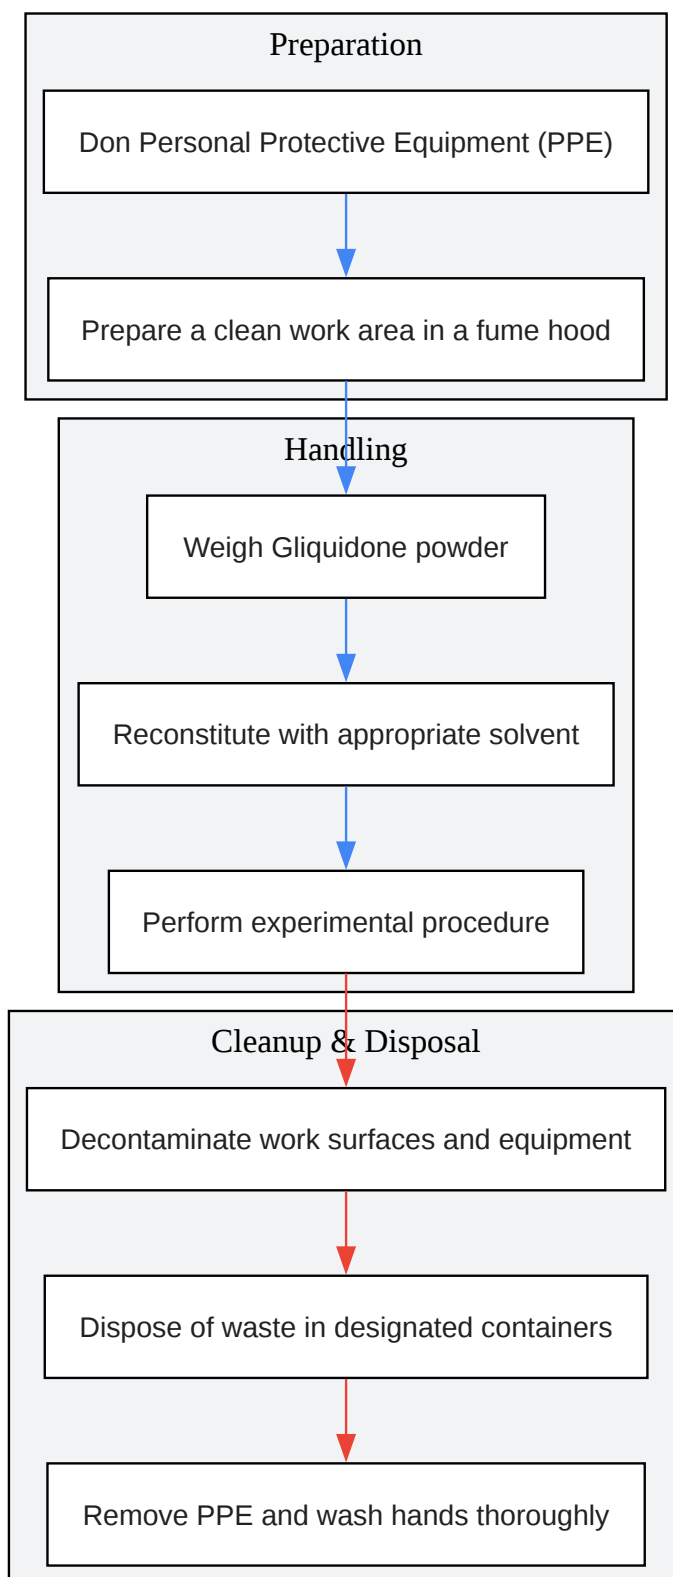 Preparation
Don Personal Protective Equipment (PPE)
Prepare a clean work area in a fume hood
Handling
Weigh Gliquidone powder
Reconstitute with appropriate solvent
Perform experimental procedure
Cleanup & Disposal
Decontaminate work surfaces and equipment
Dispose of waste in designated containers
Remove PPE and wash hands thoroughly